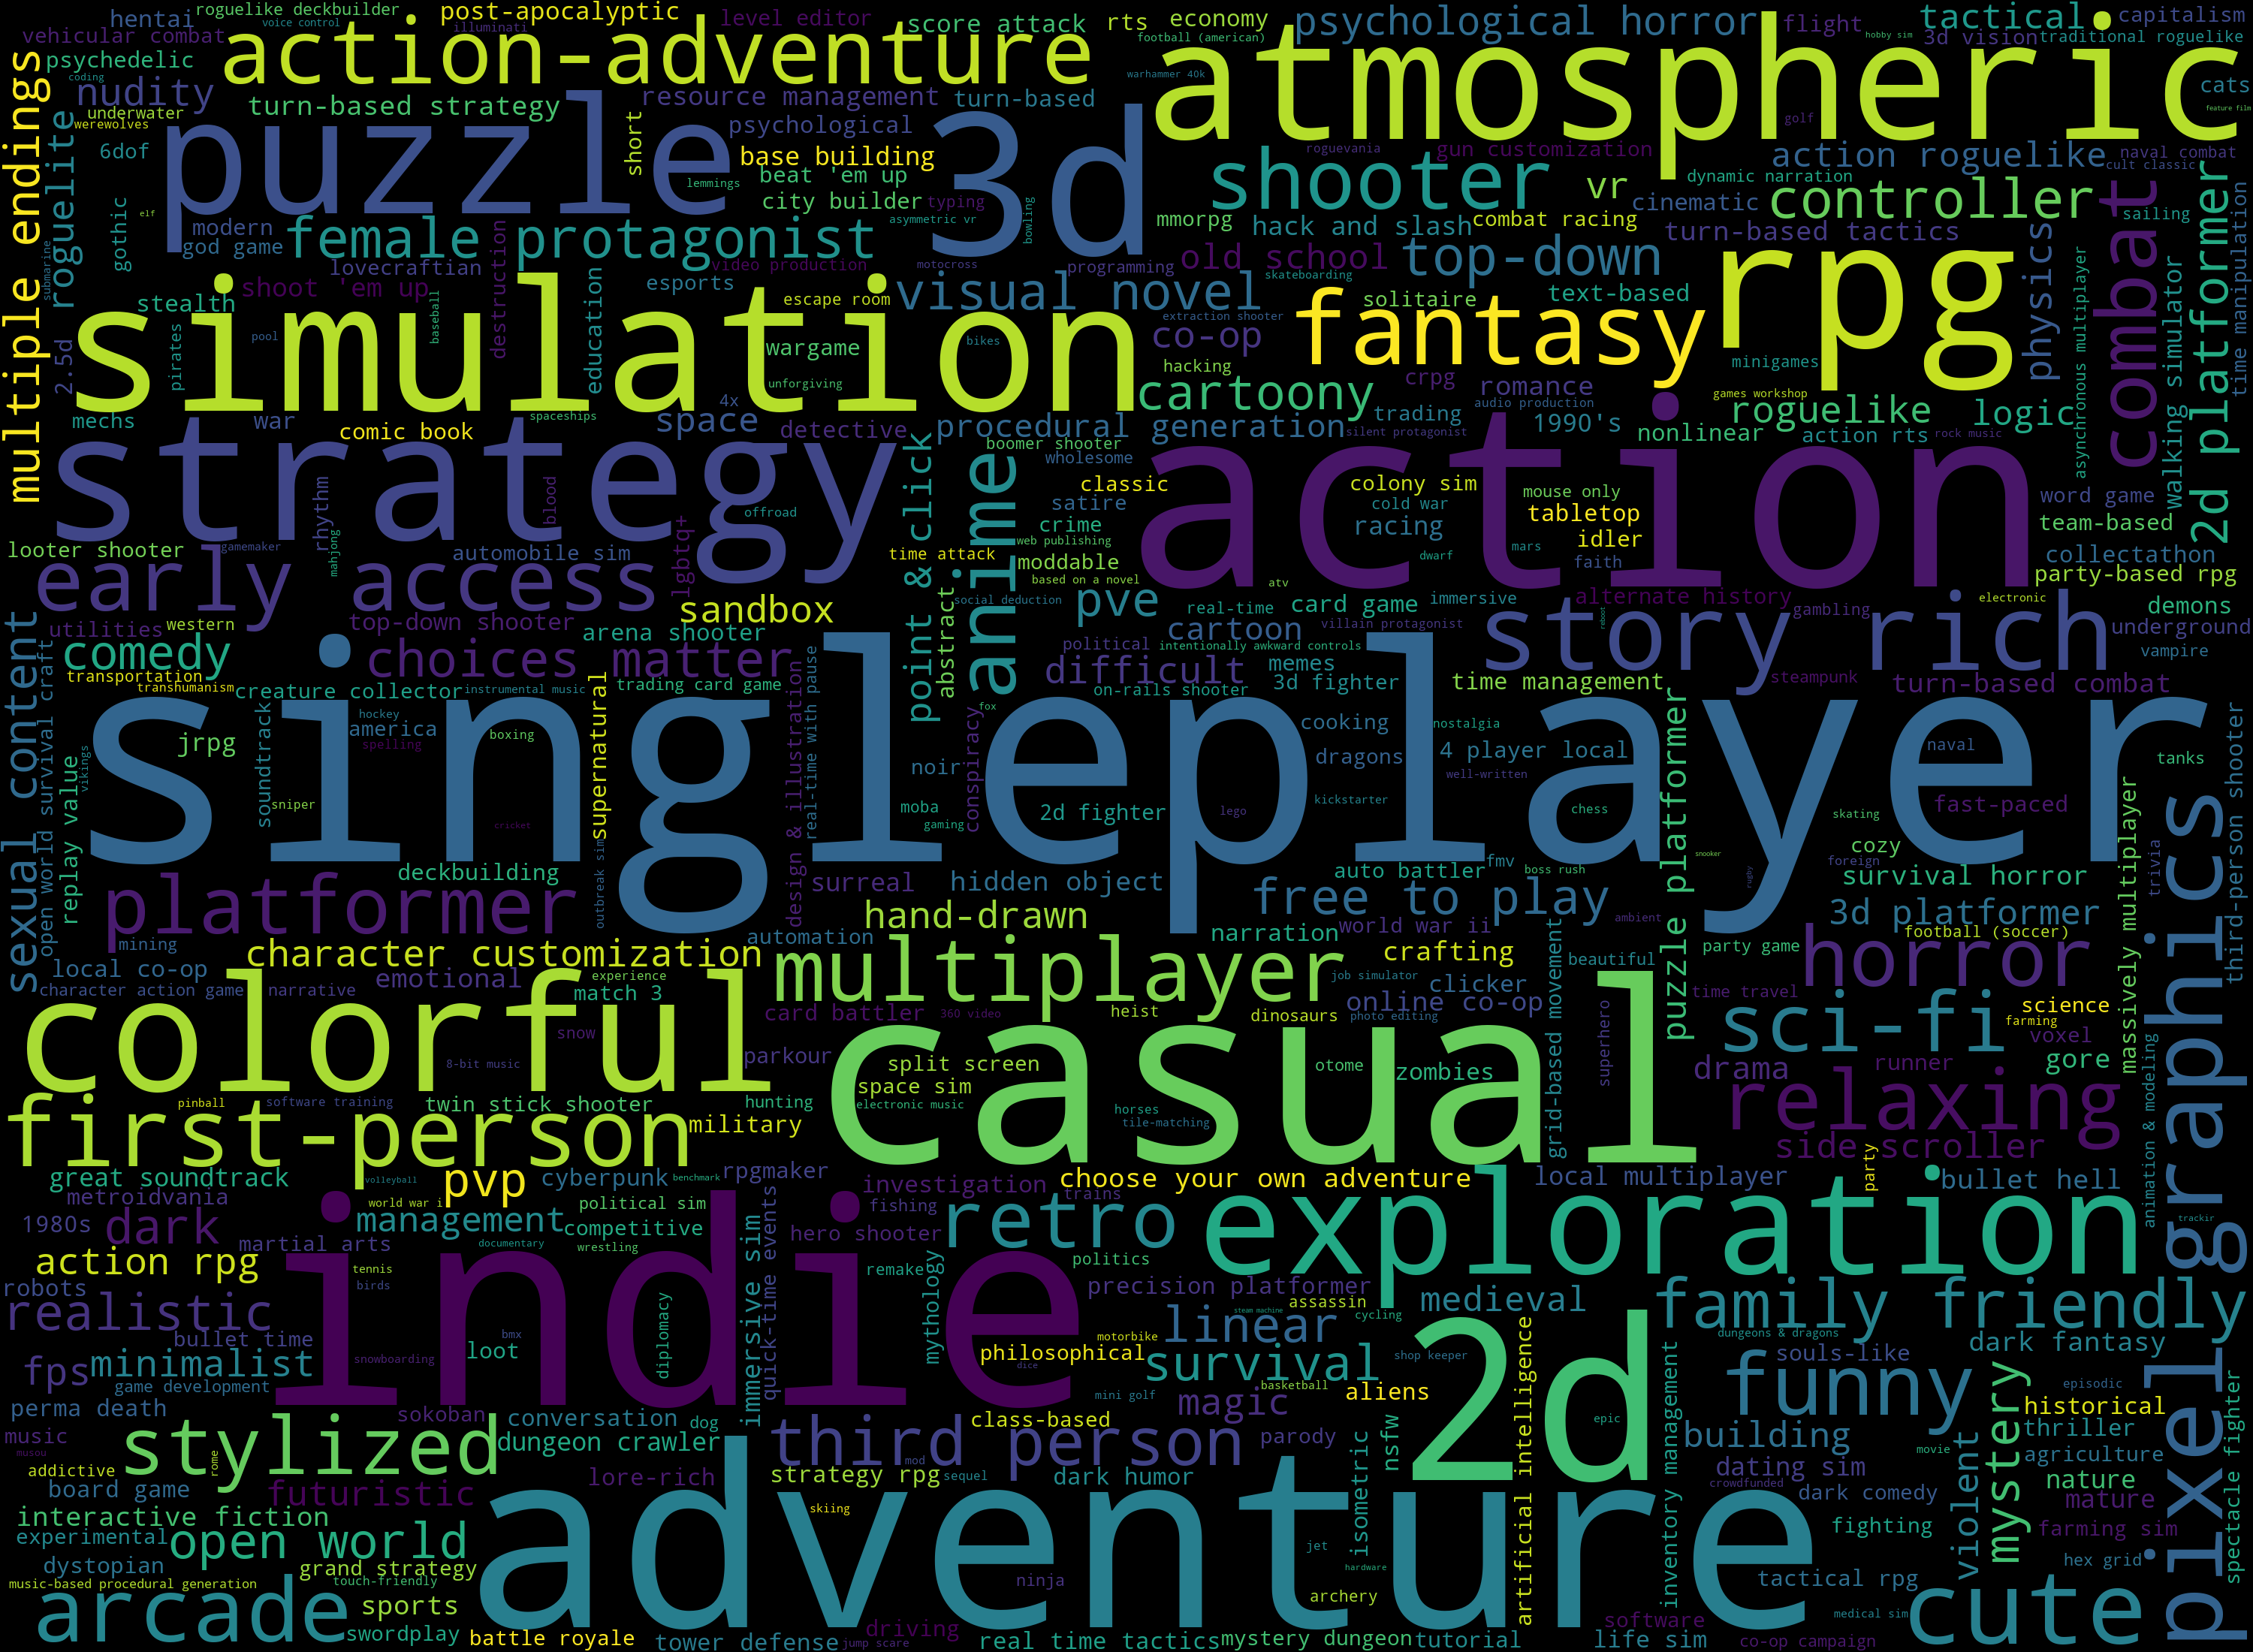 hentai
roguelike deckbuilder
voice control
post-apocalyptic
level editor
score attack
rts
economy
psychological horror
flight
tactical
capitalism
vehicular combat
action-adventure
illuminati
football (american)
atmospheric
hobby sim
3d vision
traditional roguelike
psychedelic
coding
nudity
turn-based strategy
resource management
turn-based
warhammer 40k
cats
feature film
multiple endings
underwater
werewolves
roguelite
puzzle
short
psychological
3d
golf
6dof
base building
shooter
roguevania
gun customization
action roguelike
naval combat
cult classic
beat 'em up
lemmings
dynamic narration
vr
controller
combat
2d platformer
gothic
elf
city builder
typing
asymmetric vr
bowling
mmorpg
hack and slash
combat racing
cinematic
sailing
modern
god game
female protagonist
old school
top-down
turn-based tactics
rpg
physics
submarine
lovecraftian
destruction
video production
motocross
programming
skateboarding
shoot 'em up
stealth
education
esports
escape room
visual novel
solitaire
text-based
asynchronous multiplayer
walking simulator
time manipulation
simulation
baseball
extraction shooter
fantasy
2.5d
pirates
pool
wargame
bikes
co-op
hacking
minigames
unforgiving
cartoony
crpg
romance
games workshop
mechs
war
comic book
spaceships
4x
space
detective
procedural generation
silent protagonist
trading
audio production
1990's
roguelike
logic
nonlinear
action rts
rock music
strategy
rhythm
blood
offroad
point & click
anime
boomer shooter
wholesome
classic
satire
action
colony sim
cold war
mouse only
tabletop
word game
team-based
looter shooter
gamemaker
mahjong
automobile sim
lgbtq+
time attack
crime
web publishing
racing
dwarf
mars
idler
faith
collectathon
party-based rpg
moddable
early access
based on a novel
atv
sandbox
abstract
social deduction
pve
real-time
card game
immersive
alternate history
reboot
story rich
gambling
electronic
demons
sexual content
utilities
western
top-down shooter
arena shooter
cartoon
villain protagonist
underground
comedy
choices matter
political
intentionally awkward controls
difficult
memes
vampire
transportation
transhumanism
open world survival craft
creature collector
instrumental music
trading card game
supernatural
design & illustration
real-time with pause
on-rails shooter
3d fighter
time management
steampunk
turn-based combat
singleplayer
jrpg
soundtrack
hockey
america
spelling
boxing
fox
conspiracy
noir
cooking
nostalgia
dragons
4 player local
puzzle platformer
naval
tanks
third-person shooter
replay value
vikings
sniper
cricket
moba
gaming
2d fighter
lego
kickstarter
well-written
chess
skating
fast-paced
massively multiplayer
pixel graphics
outbreak sim
deckbuilding
surreal
hidden object
auto battler
fmv
boss rush
snooker
rugby
cozy
foreign
trivia
survival horror
platformer
hand-drawn
free to play
3d platformer
mining
character customization
automation
narration
world war ii
ambient
football (soccer)
party game
horror
local co-op
emotional
experience
multiplayer
job simulator
crafting
clicker
beautiful
character action game
narrative
match 3
card battler
360 video
heist
dinosaurs
online co-op
photo editing
grid-based movement
time travel
science
farming
colorful
snow
parkour
8-bit music
split screen
casual
otome
zombies
superhero
sci-fi
voxel
gore
drama
runner
animation & modeling
space sim
electronic music
pinball
software training
twin stick shooter
hunting
horses
tile-matching
relaxing
first-person
military
side scroller
great soundtrack
volleyball
pvp
cyberpunk
benchmark
rpgmaker
investigation
choose your own adventure
trains
local multiplayer
party
bullet hell
metroidvania
world war i
political sim
fishing
retro
exploration
trackir
1980s
dark
management
competitive
immersive sim
quick-time events
hero shooter
martial arts
documentary
wrestling
mythology
politics
action rpg
tennis
indie
remake
precision platformer
robots
birds
assassin
medieval
family friendly
realistic
diplomacy
steam machine
cycling
bullet time
bmx
loot
linear
motorbike
dungeons & dragons
dark fantasy
fps
minimalist
snowboarding
philosophical
dice
survival
shop keeper
2d
artificial intelligence
inventory management
souls-like
funny
mystery
episodic
spectacle fighter
game development
perma death
mini golf
basketball
magic
aliens
historical
sokoban
conversation
dog
class-based
epic
thriller
music
musou
stylized
rome
dungeon crawler
third person
mod
parody
isometric
nsfw
building
movie
violent
agriculture
addictive
board game
lore-rich
strategy rpg
sequel
dark humor
dating sim
crowdfunded
dark comedy
nature
mature
futuristic
adventure
skiing
interactive fiction
experimental
open world
fighting
farming sim
jet
dystopian
grand strategy
hardware
hex grid
music-based procedural generation
touch-friendly
ninja
archery
tactical rpg
arcade
sports
cute
medical sim
swordplay
battle royale
tower defense
jump scare
driving
real time tactics
mystery dungeon
tutorial
software
life sim
co-op campaign